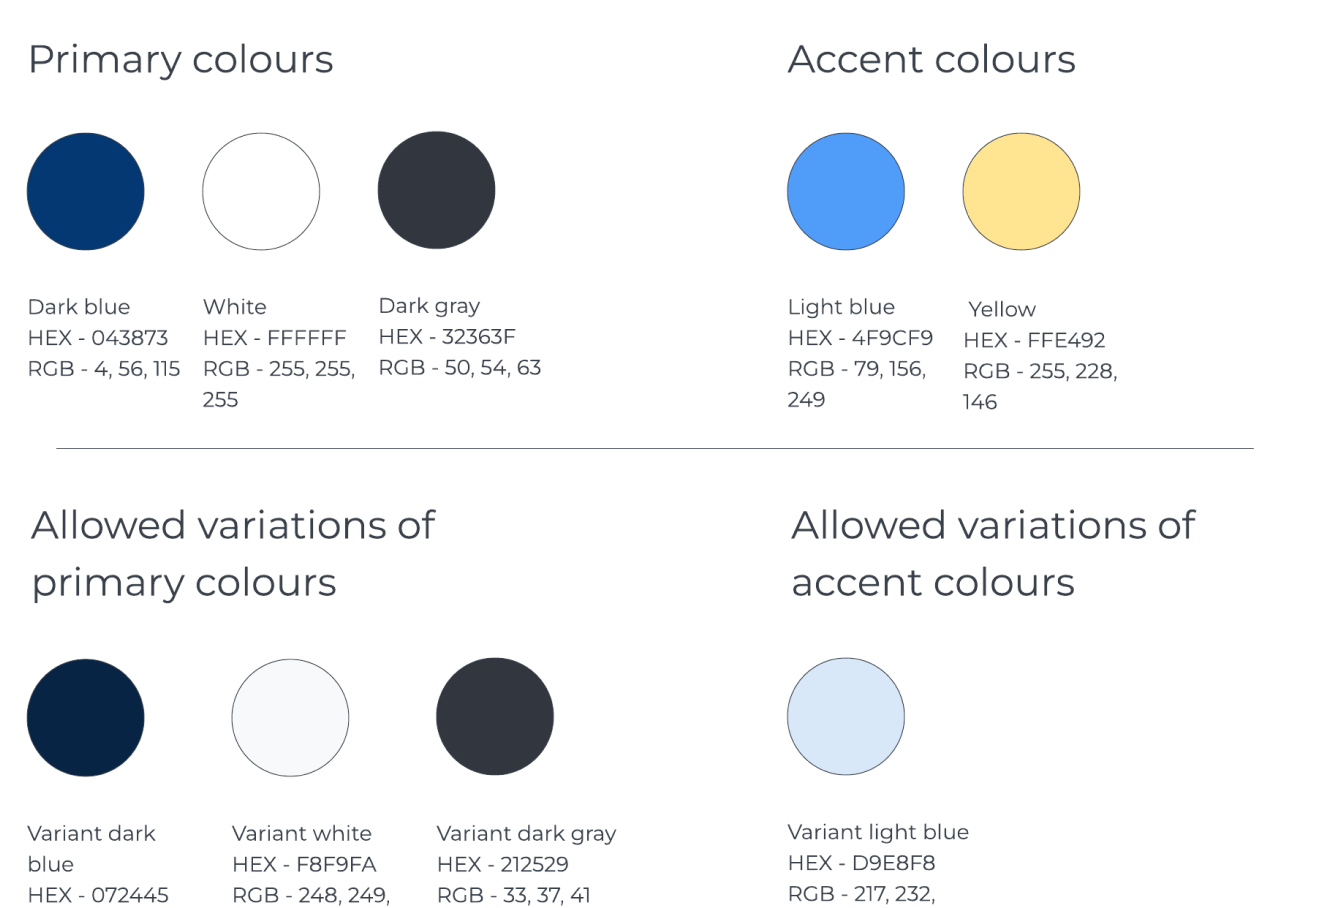 Primary colours
Dark blue
HEX - 043873
RGB - 4, 56, 115
White
HEX - FFFFFF
RGB - 255, 255,
255
Dark gray
HEX - 32363F
RGB - 50, 54, 63
Accent colours
Light blue
HEX - 4F9CF9
RGB - 79, 156,
249
Yellow
HEX - FFE492
RGB - 255, 228,
146
Allowed variations of
primary colours
Variant dark
blue
HEX - 072445
Variant white
HEX - F8F9FA
RGB - 248, 249,
Variant dark gray
HEX - 212529
RGB - 33, 37, 41
Allowed variations of
accent colours
Variant light blue
HEX - D9E8F8
RGB - 217, 232,